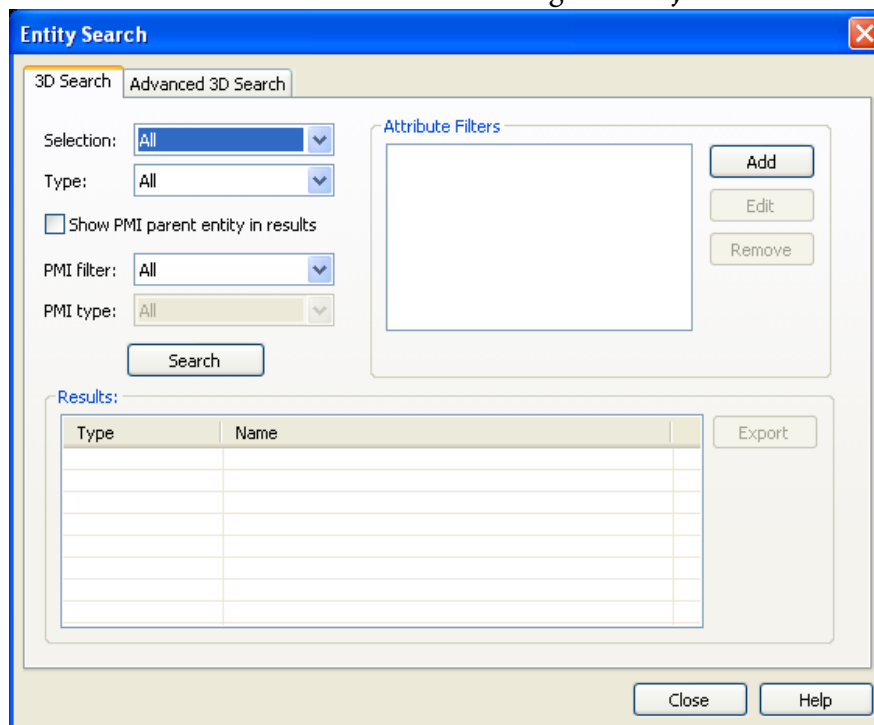 Entity Search
3D Search
Advanced 3D Search
Selection: All
Type: All
Show PMI parent entity in results
PMI filter: All
PMI type: All
Search
Attribute Filters
Add
Edit
Remove
Results:
Type Name
Export
Close Help